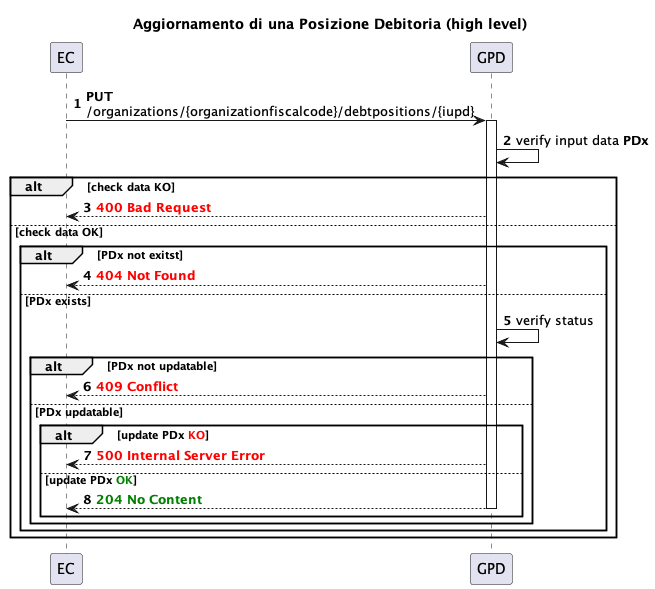 Aggiornamento di una Posizione Debitoria (high level)
EC
GPD
1 PUT
/organizations/{organizationfiscalcode}/debtpositions/{iupd}
2 verify input data PDx
alt [check data KO]
3 400 Bad Request
[check data OK]
alt [PDx not exitst]
4 404 Not Found
[PDx exists]
5 verify status
alt [PDx not updatable]
6 409 Conflict
[PDx updatable]
alt [update PDx KO]
7 500 Internal Server Error
[update PDx OK]
8 204 No Content
EC
GPD